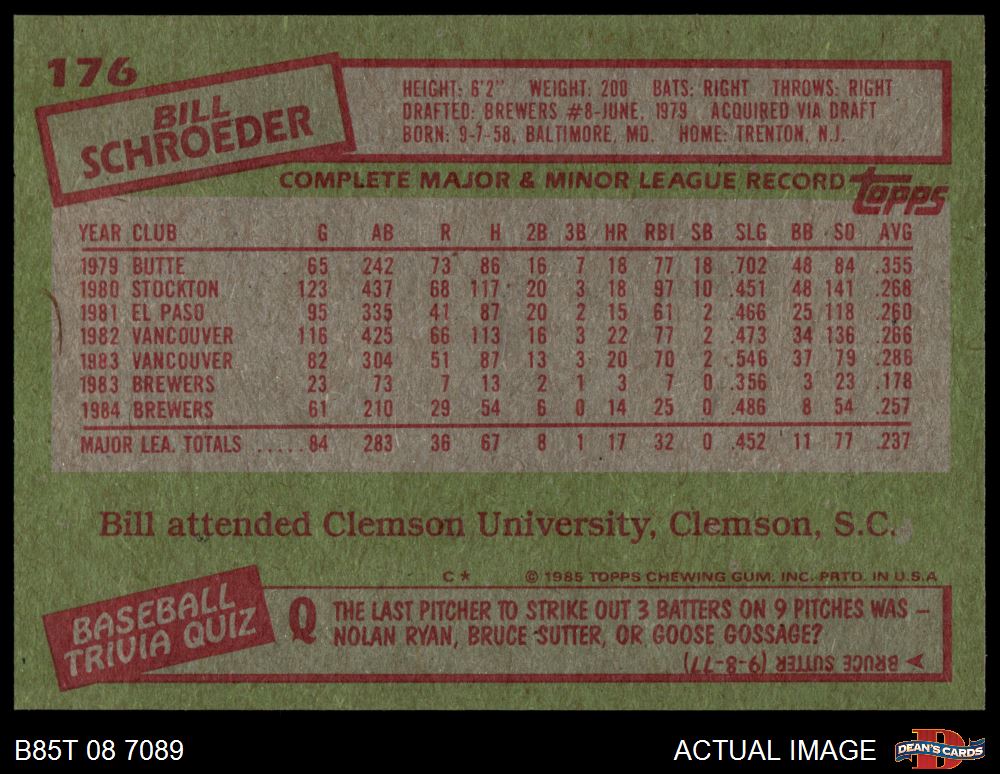 176
BILL
SCHROEDER
HEIGHT: 6'2" WEIGHT: 200 BATS: RIGHT THROWS: RIGHT
DRAFTED: BREWERS #8-JUNE, 1979 ACQUIRED VIA DRAFT
BORN: 9-7-58, BALTIMORE, MD. HOME: TRENTON, N.J.
COMPLETE MAJOR & MINOR LEAGUE RECORD topps
YEAR CLUB G AB R H 2B 3B HR RBI SB SLG BB SO AVG
1979 BUTTE 65 242 73 86 16 7 18 77 18 .702 48 84 .355
1980 STOCKTON 123 437 68 117 20 3 18 97 10 .451 48 141 .268
1981 EL PASO 95 335 41 87 20 2 15 61 2 .466 25 118 .260
1982 VANCOUVER 116 425 66 113 16 3 22 77 2 .473 34 136 .266
1983 VANCOUVER 82 304 51 87 13 3 20 70 2 .546 37 79 .286
1983 BREWERS 23 73 7 13 2 1 3 7 0 .356 3 23 .178
1984 BREWERS 61 210 29 54 6 0 14 25 0 .486 8 54 .257
MAJOR LEA. TOTALS .....84 283 36 67 8 1 17 32 0 .452 11 77 .237
Bill attended Clemson University, Clemson, S.C.
C* © 1985 TOPPS CHEWING GUM, INC. PRTD. IN U.S.A.
BASEBALL
TRIVIA QUIZ
Q THE LAST PITCHER TO STRIKE OUT 3 BATTERS ON 9 PITCHES WAS –
NOLAN RYAN, BRUCE SUTTER, OR GOOSE GOSSAGE?
BRUCE SUTTER (9-8-77)
B85T 08 7089
ACTUAL IMAGE
DEAN'S CARDS